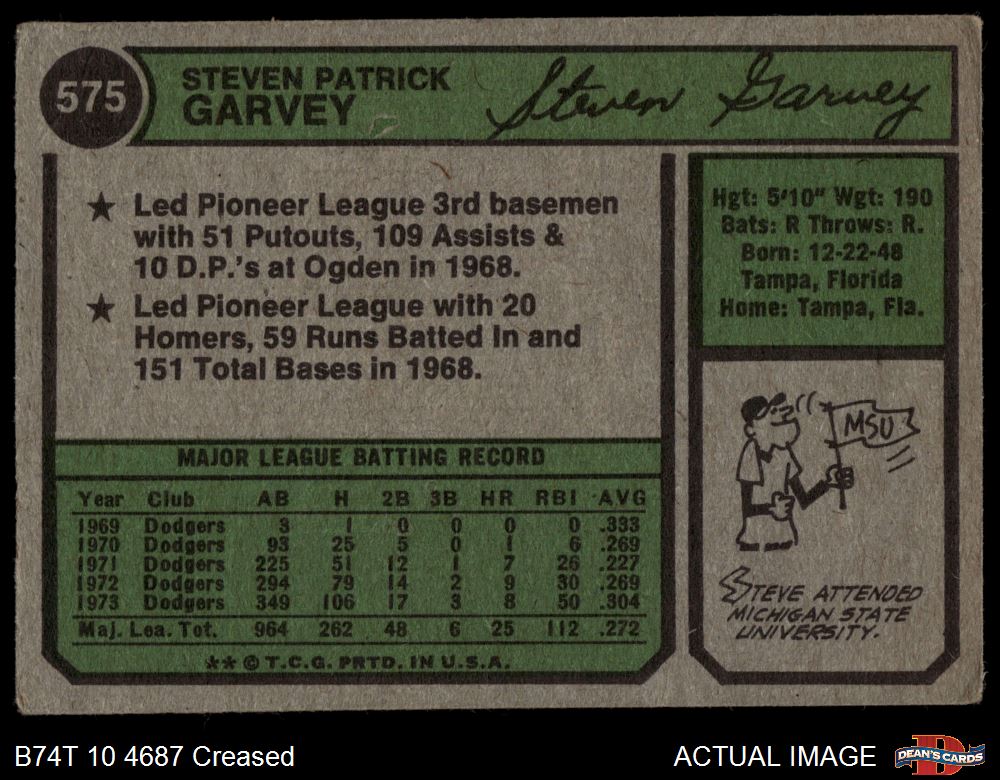 575
STEVEN PATRICK
GARVEY
Steven Garvey
★ Led Pioneer League 3rd basemen
with 51 Putouts, 109 Assists &
10 D.P.'s at Ogden in 1968.
★ Led Pioneer League with 20
Homers, 59 Runs Batted In and
151 Total Bases in 1968.
Hgt: 5'10" Wgt: 190
Bats: R Throws: R.
Born: 12-22-48
Tampa, Florida
Home: Tampa, Fla.
MSU
STEVE ATTENDED
MICHIGAN STATE
UNIVERSITY.
MAJOR LEAGUE BATTING RECORD
Year Club AB H 2B 3B HR RBI AVG
1969 Dodgers 3 1 0 0 0 0 .333
1970 Dodgers 93 25 5 0 1 6 .269
1971 Dodgers 225 51 12 1 7 26 .227
1972 Dodgers 294 79 14 2 9 30 .269
1973 Dodgers 349 106 17 3 8 50 .304
Maj. Lea. Tot. 964 262 48 6 25 112 .272
** © T.C.G. PRTD. IN U.S.A.
B74T 10 4687 Creased
ACTUAL IMAGE
D
DEAN'S CARDS